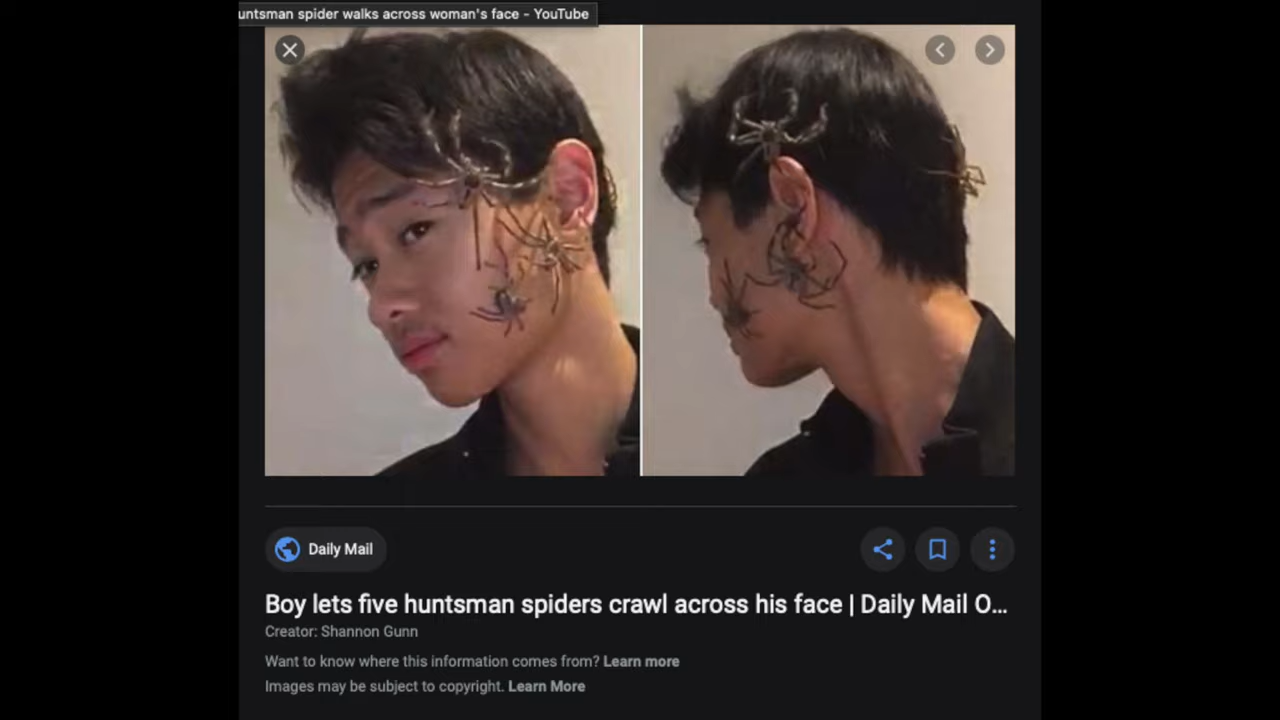 untsman spider walks across woman's face - YouTube
Daily Mail
Boy lets five huntsman spiders crawl across his face | Daily Mail O...
Creator: Shannon Gunn
Want to know where this information comes from? Learn more
Images may be subject to copyright. Learn More